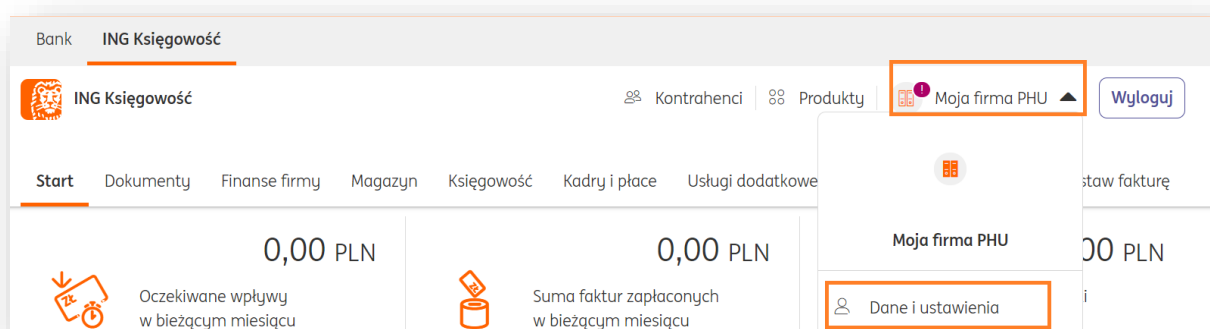 Bank ING Księgowość
ING Księgowość Kontrahenci Produkty ! Moja firma PHU Wyloguj
Start Dokumenty Finanse firmy Magazyn Księgowość Kadry i płace Usługi dodatkowe staw fakturę
Moja firma PHU
0,00 PLN 0,00 PLN 00 PLN
Oczekiwane wpływy
w bieżącym miesiącu
Suma faktur zapłaconych
w bieżącym miesiącu
Dane i ustawienia